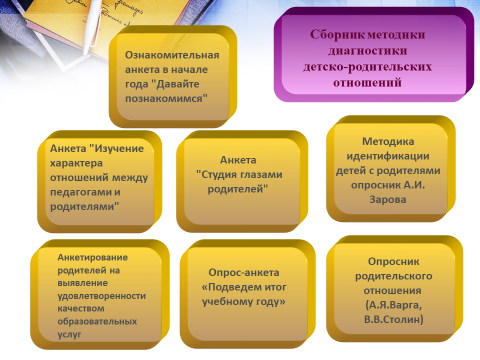 Сборник методики
диагностики
детско-родительских
отношений
Ознакомительная
анкета в начале
года "Давайте
познакомимся"
Анкета "Изучение
характера
отношений между
педагогами и
родителями"
Анкета
"Студия глазами
родителей"
Методика
идентификации
детей с родителями
опросник А.И.
Зарова
Анкетирование
родителей на
выявление
удовлетворенности
качеством
образовательных
услуг
Опрос-анкета
«Подведем итог
учебному году»
Опросник
родительского
отношения
(А.Я.Варга,
В.В.Столин)